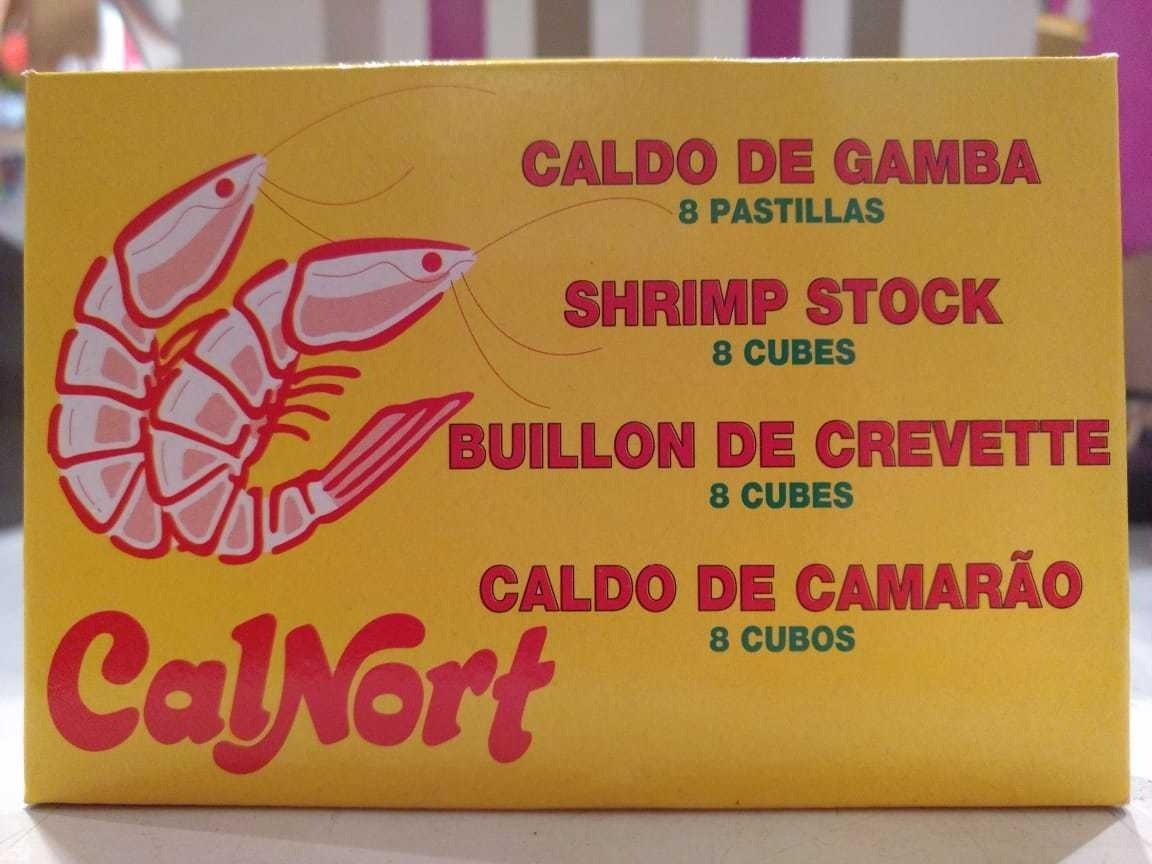 CALDO DE GAMBA
8 PASTILLAS
SHRIMP STOCK
8 CUBES
BUILLON DE CREVETTE
8 CUBES
CALDO DE CAMARÃO
8 CUBOS
CalNort